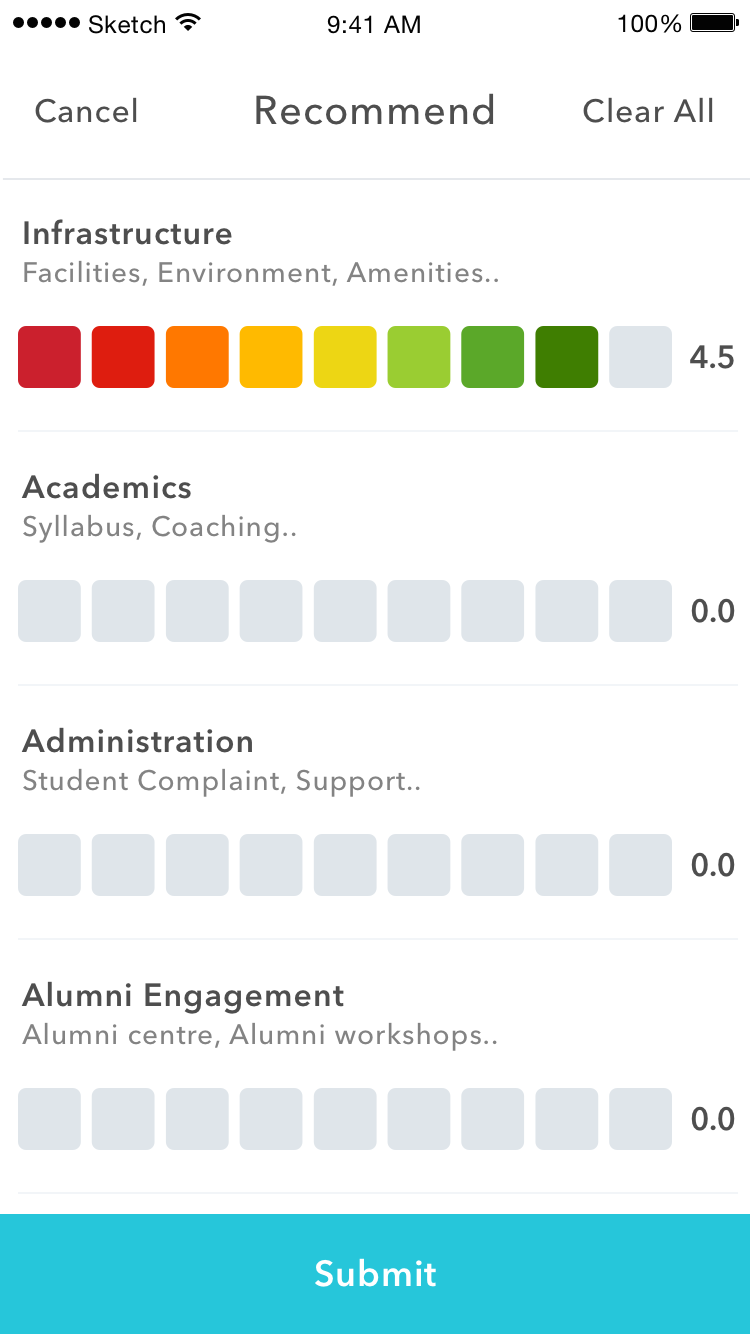 Sketch 9:41 AM 100%
Cancel Recommend Clear All
Infrastructure
Facilities, Environment, Amenities..
4.5
Academics
Syllabus, Coaching..
0.0
Administration
Student Complaint, Support..
0.0
Alumni Engagement
Alumni centre, Alumni workshops..
0.0
Submit